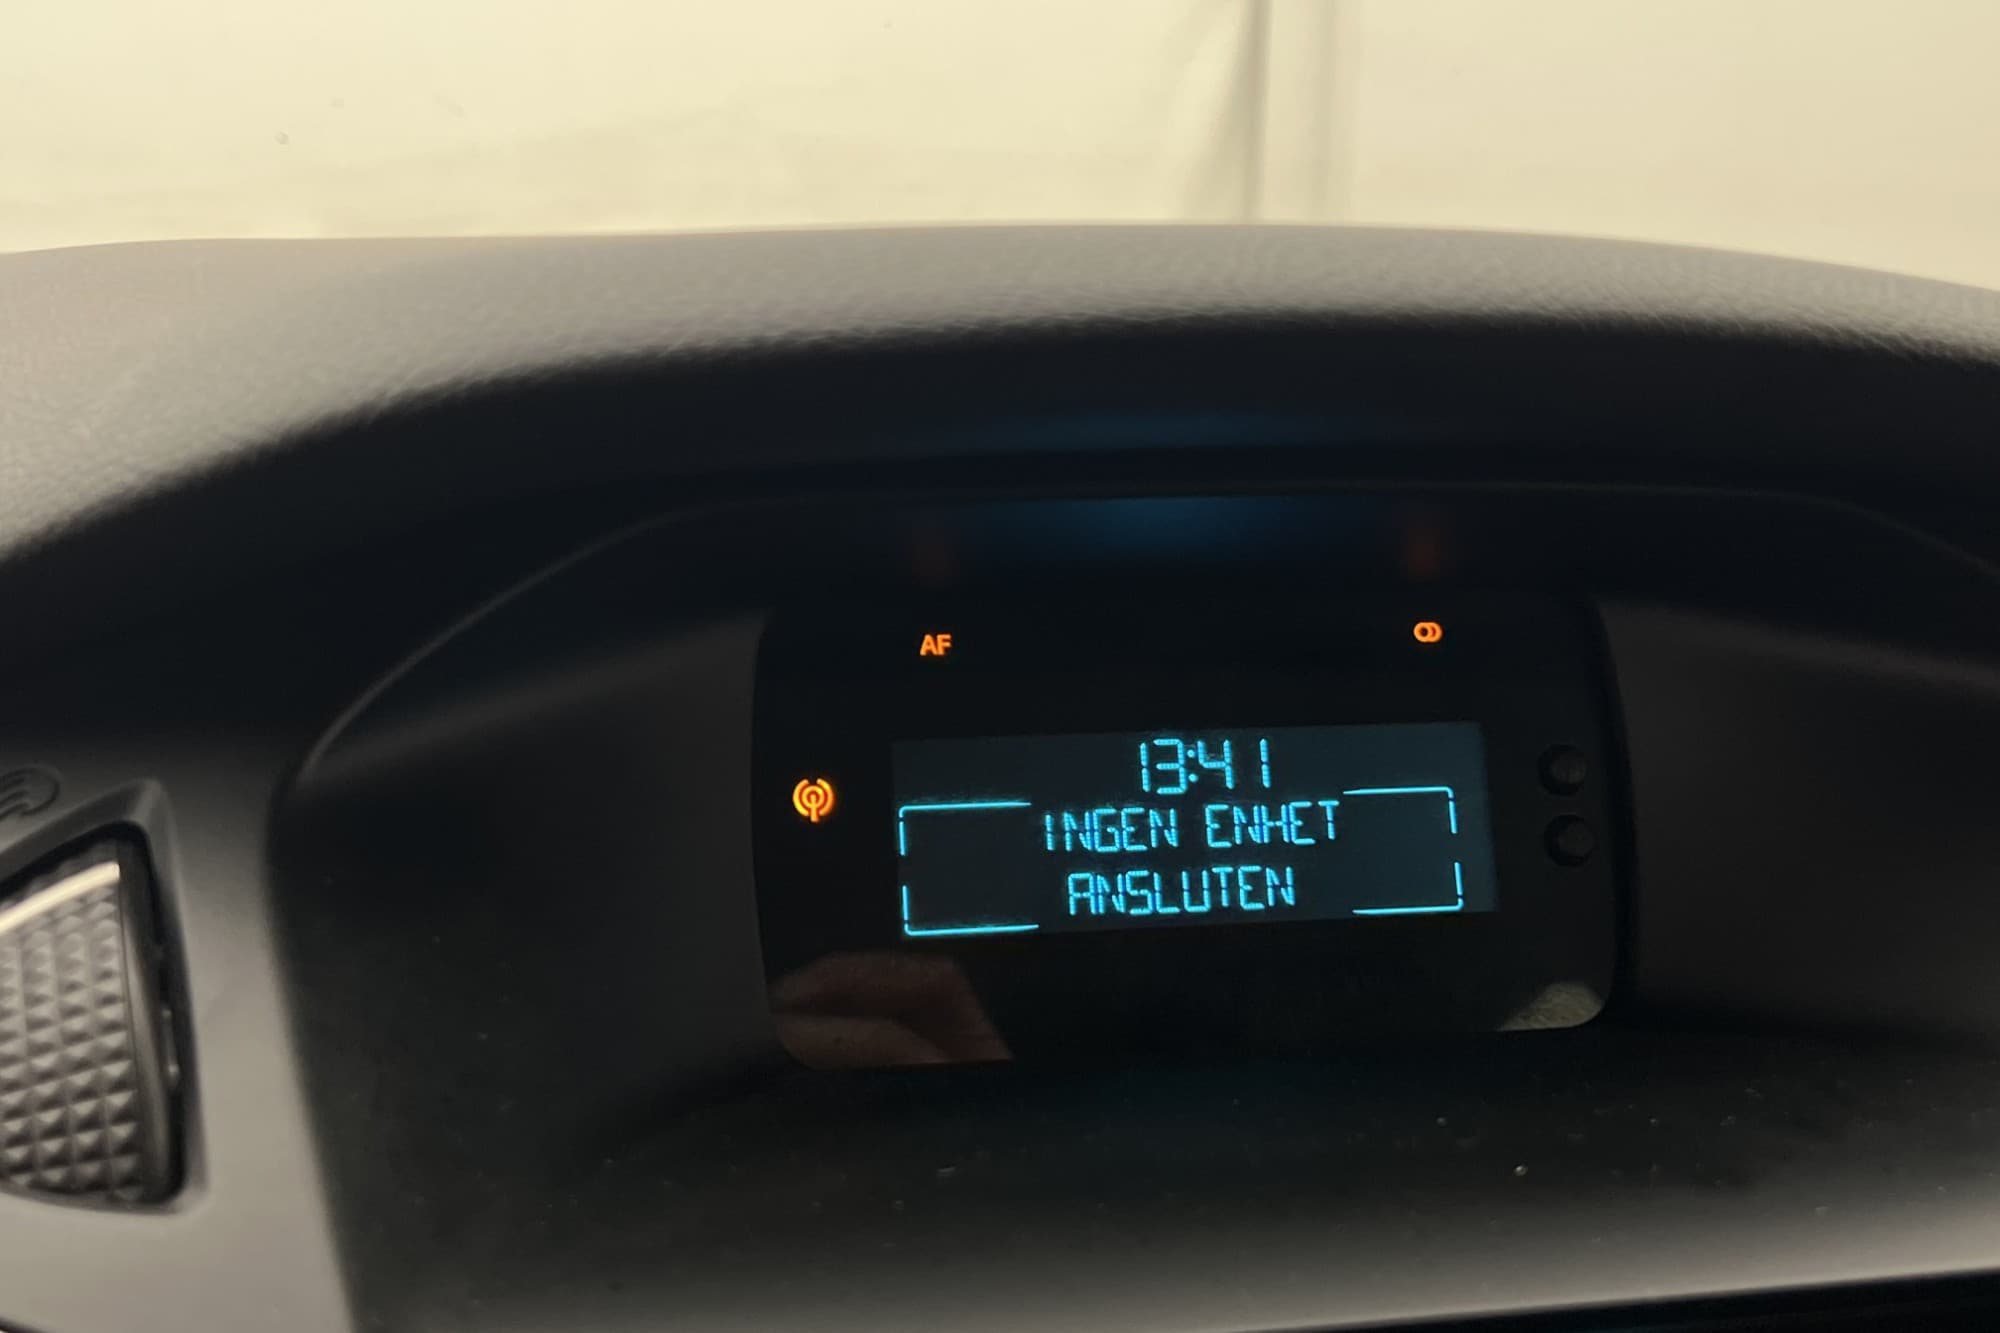 AF
13:41
INGEN ENHET
ANSLUTEN